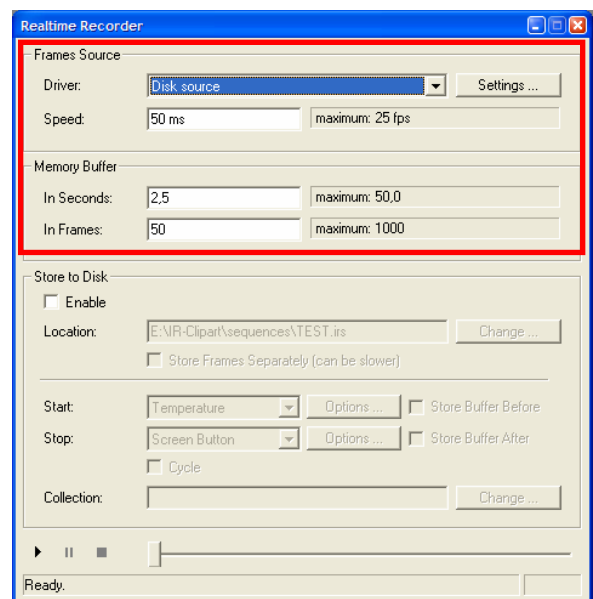 Realtime Recorder
Frames Source
Driver: Disk source Settings ...
Speed: 50 ms maximum: 25 fps
Memory Buffer
In Seconds: 2,5 maximum: 50,0
In Frames: 50 maximum: 1000
Store to Disk
Enable
Location: E:\IR-Clipart\sequences\TEST.irs Change ...
Store Frames Separately (can be slower)
Start: Temperature Options ... Store Buffer Before
Stop: Screen Button Options ... Store Buffer After
Cycle
Collection: Change ...
Ready.